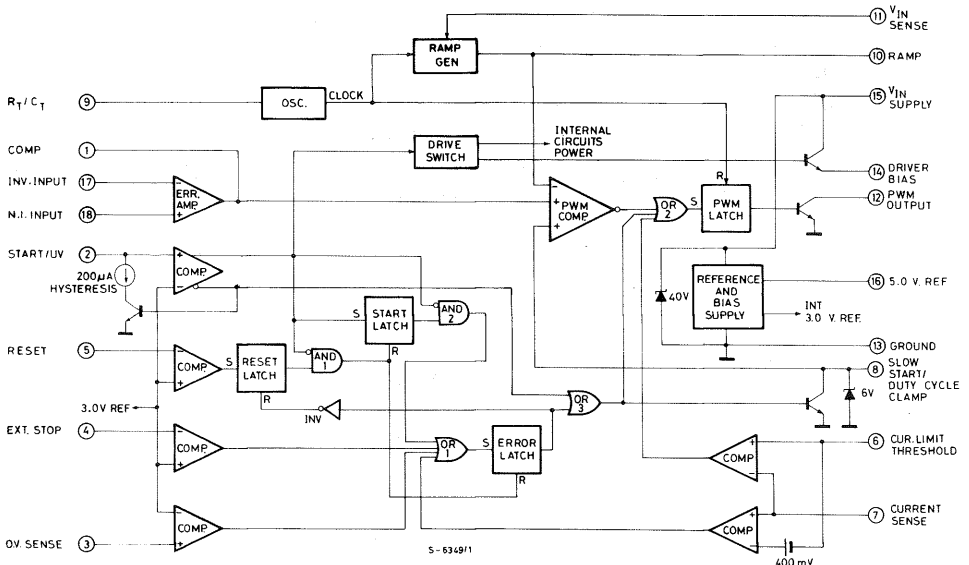 11 VIN SENSE
RAMP GEN
10 RAMP
RT/CT 9
OSC.
CLOCK
15 VIN SUPPLY
COMP 1
DRIVE SWITCH
INTERNAL CIRCUITS POWER
14 DRIVER BIAS
INV. INPUT 17
- ERR. AMP. +
N.I. INPUT 18
- + + PWM COMP.
OR 2
S
R
PWM LATCH
12 PWM OUTPUT
START/UV 2
+ COMP. -
200µA HYSTERESIS
40V
REFERENCE AND BIAS SUPPLY
16 5.0 V. REF
INT 3.0 V. REF.
S
START LATCH
R
AND 2
AND 1
13 GROUND
RESET 5
- COMP. +
S
RESET LATCH
R
8 SLOW START/ DUTY CYCLE CLAMP
6V
OR 3
3.0V REF
INV
EXT. STOP 4
- COMP. +
OR 1
S
ERROR LATCH
R
+ COMP -
6 CUR. LIMIT THRESHOLD
7 CURRENT SENSE
+ COMP -
400 mV
O.V. SENSE 3
- COMP +
S-6349/1